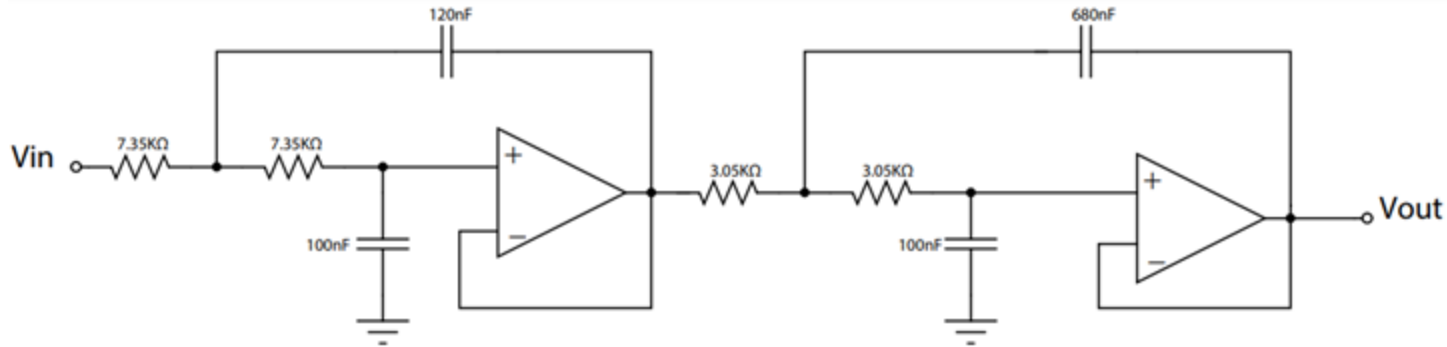 120nF
680nF
7.35KΩ
7.35KΩ
Vin
+
3.05KΩ
3.05KΩ
+
Vout
−
100nF
100nF
−